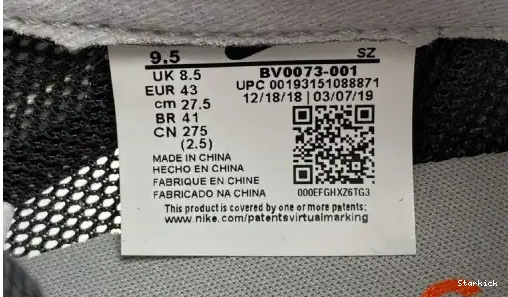 9.5 SZ
UK 8.5 BV0073-001
EUR 43 UPC 00193151088871
cm 27.5 12/18/18 | 03/07/19
BR 41
CN 275
(2.5)
MADE IN CHINA
HECHO EN CHINA
FABRIQUE EN CHINE
FABRICADO NA CHINA
000EFGHXZ6TG3
This product is covered by one or more patents:
www.nike.com/patentsvirtualmarking
Starkick